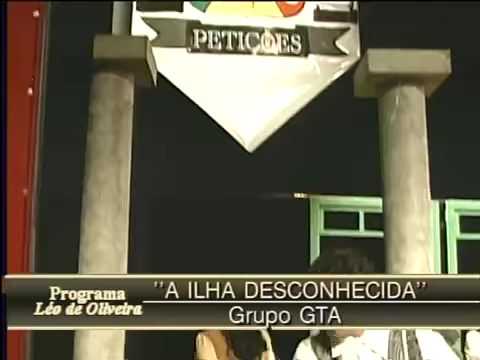 PETIÇÕES
Programa
Léo de Oliveira
"A ILHA DESCONHECIDA"
Grupo GTA